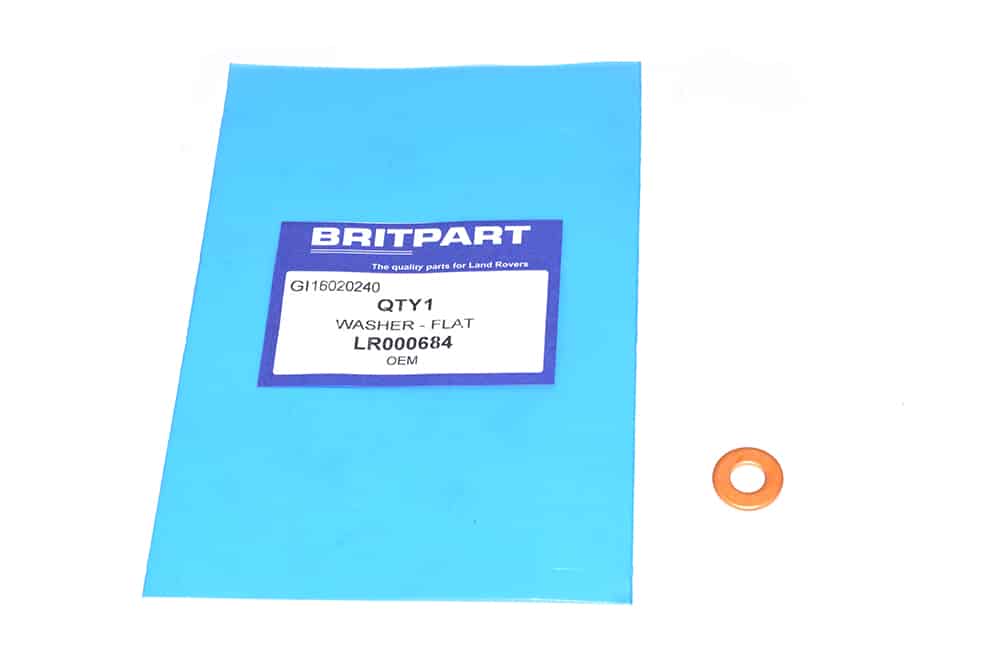 BRITPART
The quality parts for Land Rovers
GI16020240
QTY1
WASHER - FLAT
LR000684
OEM